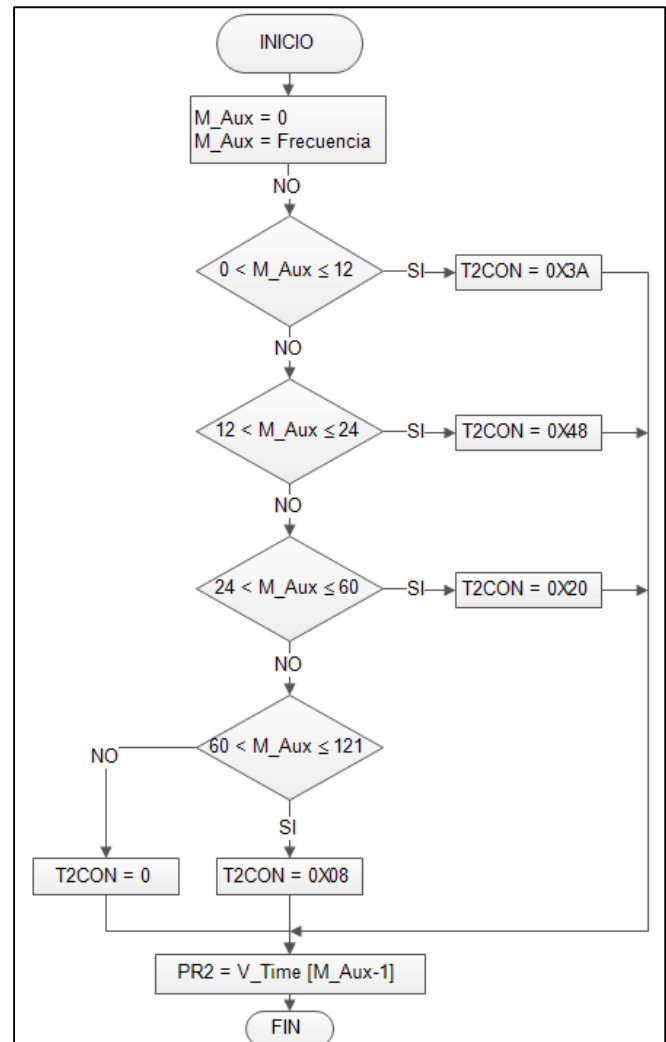 INICIO
M_Aux = 0
M_Aux = Frecuencia
NO
0 < M_Aux ≤ 12
SI
T2CON = 0X3A
NO
12 < M_Aux ≤ 24
SI
T2CON = 0X48
NO
24 < M_Aux ≤ 60
SI
T2CON = 0X20
NO
60 < M_Aux ≤ 121
NO
SI
T2CON = 0
T2CON = 0X08
PR2 = V_Time [M_Aux-1]
FIN